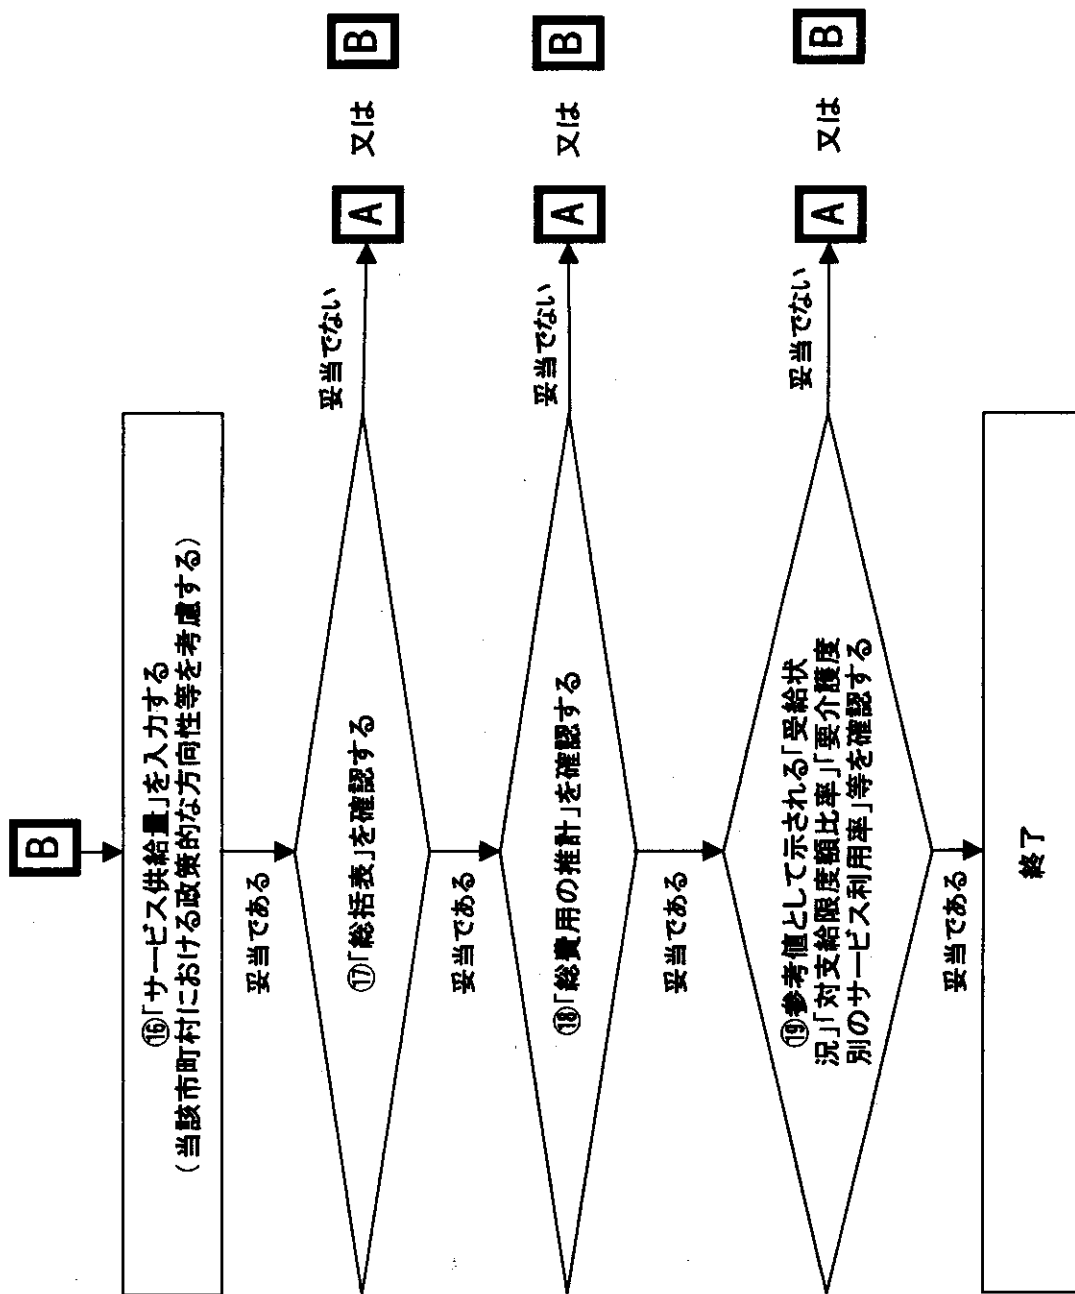 B
⑯「サービス供給量」を入力する
(当該市町村における政策的な方向性等を考慮する)
妥当である
⑰「総括表」を確認する
妥当でない
A
又は
B
妥当である
⑱「総費用の推計」を確認する
妥当でない
A
又は
B
妥当である
⑲参考値として示される「受給状
況」「対支給限度額比率」「要介護度
別のサービス利用率」等を確認する
妥当でない
A
又は
B
妥当である
終了